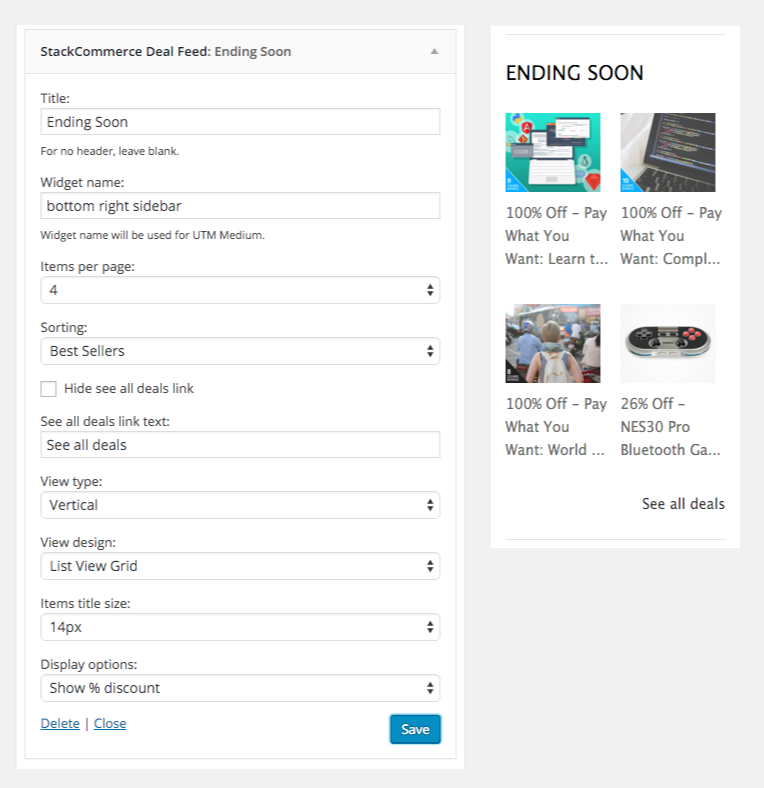 StackCommerce Deal Feed: Ending Soon
Title:
Ending Soon
For no header, leave blank.
Widget name:
bottom right sidebar
Widget name will be used for UTM Medium.
Items per page:
4
Sorting:
Best Sellers
Hide see all deals link
See all deals link text:
See all deals
View type:
Vertical
View design:
List View Grid
Items title size:
14px
Display options:
Show % discount
Delete | Close
Save
ENDING SOON
100% Off – Pay
What You
Want: Learn t...
100% Off – Pay
What You
Want: Compl...
100% Off – Pay
What You
Want: World ...
26% Off –
NES30 Pro
Bluetooth Ga...
See all deals